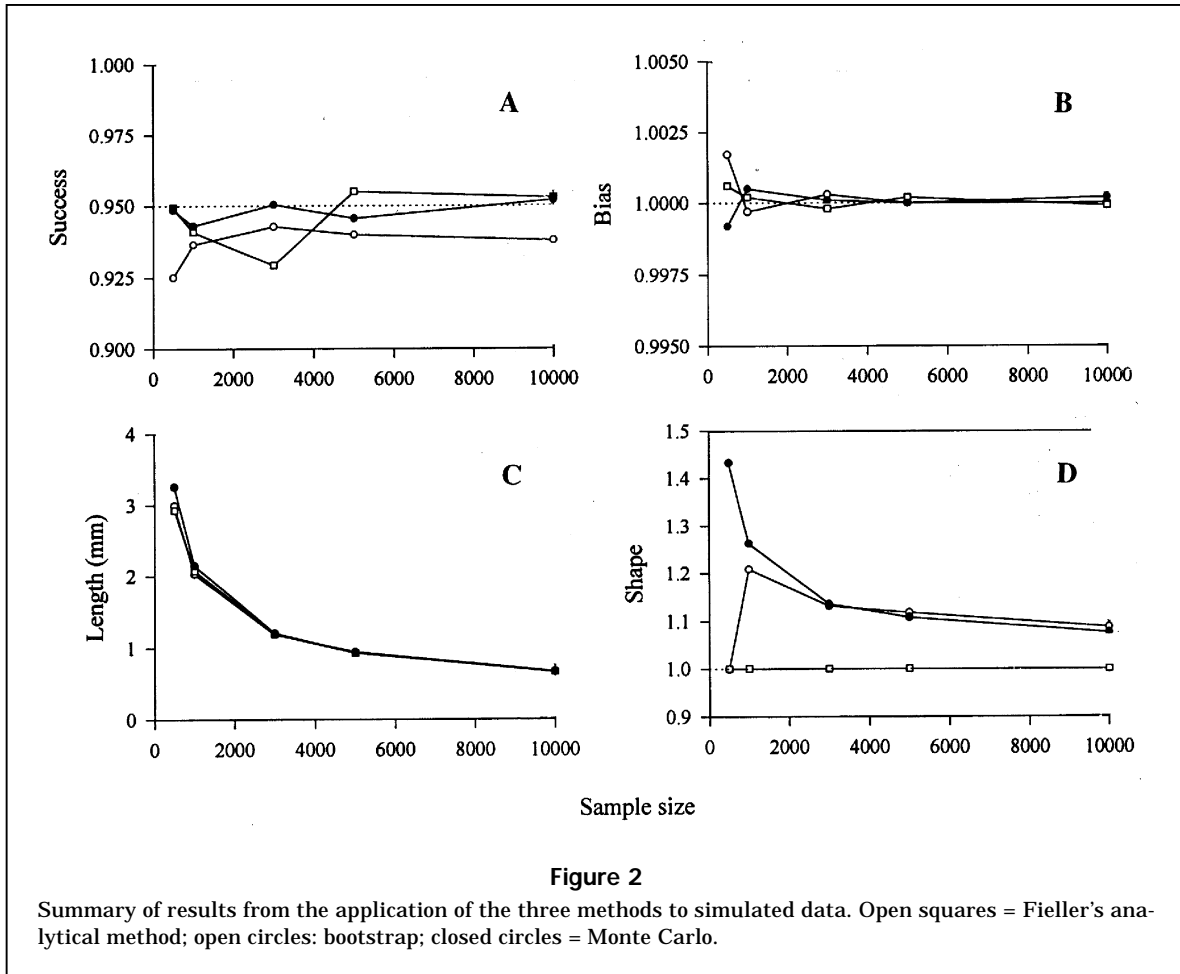 A
Success
1.000
0.975
0.950
0.925
0.900
0 2000 4000 6000 8000 10000
B
Bias
1.0050
1.0025
1.0000
0.9975
0.9950
0 2000 4000 6000 8000 10000
C
Length (mm)
4
3
2
1
0
0 2000 4000 6000 8000 10000
D
Shape
1.5
1.4
1.3
1.2
1.1
1.0
0.9
0 2000 4000 6000 8000 10000
Sample size
Figure 2
Summary of results from the application of the three methods to simulated data. Open squares = Fieller's ana-
lytical method; open circles: bootstrap; closed circles = Monte Carlo.